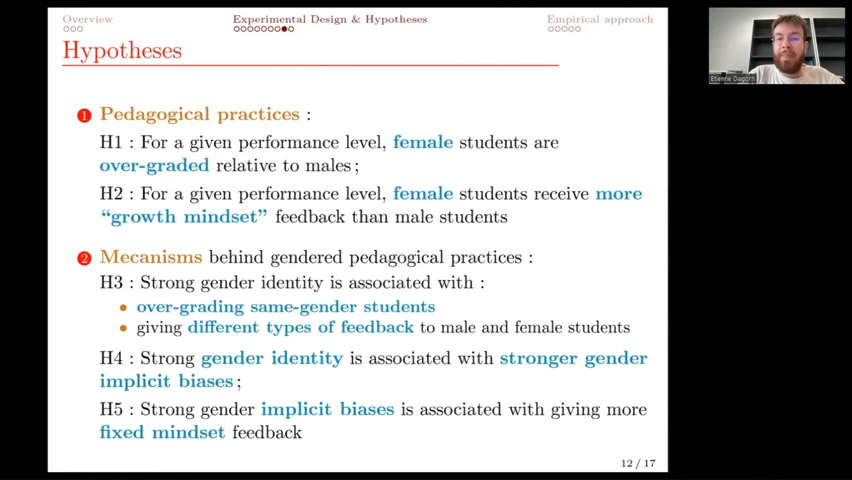 Overview Experimental Design & Hypotheses Empirical approach
Hypotheses
1 Pedagogical practices :
H1 : For a given performance level, female students are
over-graded relative to males ;
H2 : For a given performance level, female students receive more
“growth mindset” feedback than male students
2 Mecanisms behind gendered pedagogical practices :
H3 : Strong gender identity is associated with :
• over-grading same-gender students
• giving different types of feedback to male and female students
H4 : Strong gender identity is associated with stronger gender
implicit biases ;
H5 : Strong gender implicit biases is associated with giving more
fixed mindset feedback
12 / 17
Etienne Dagorn